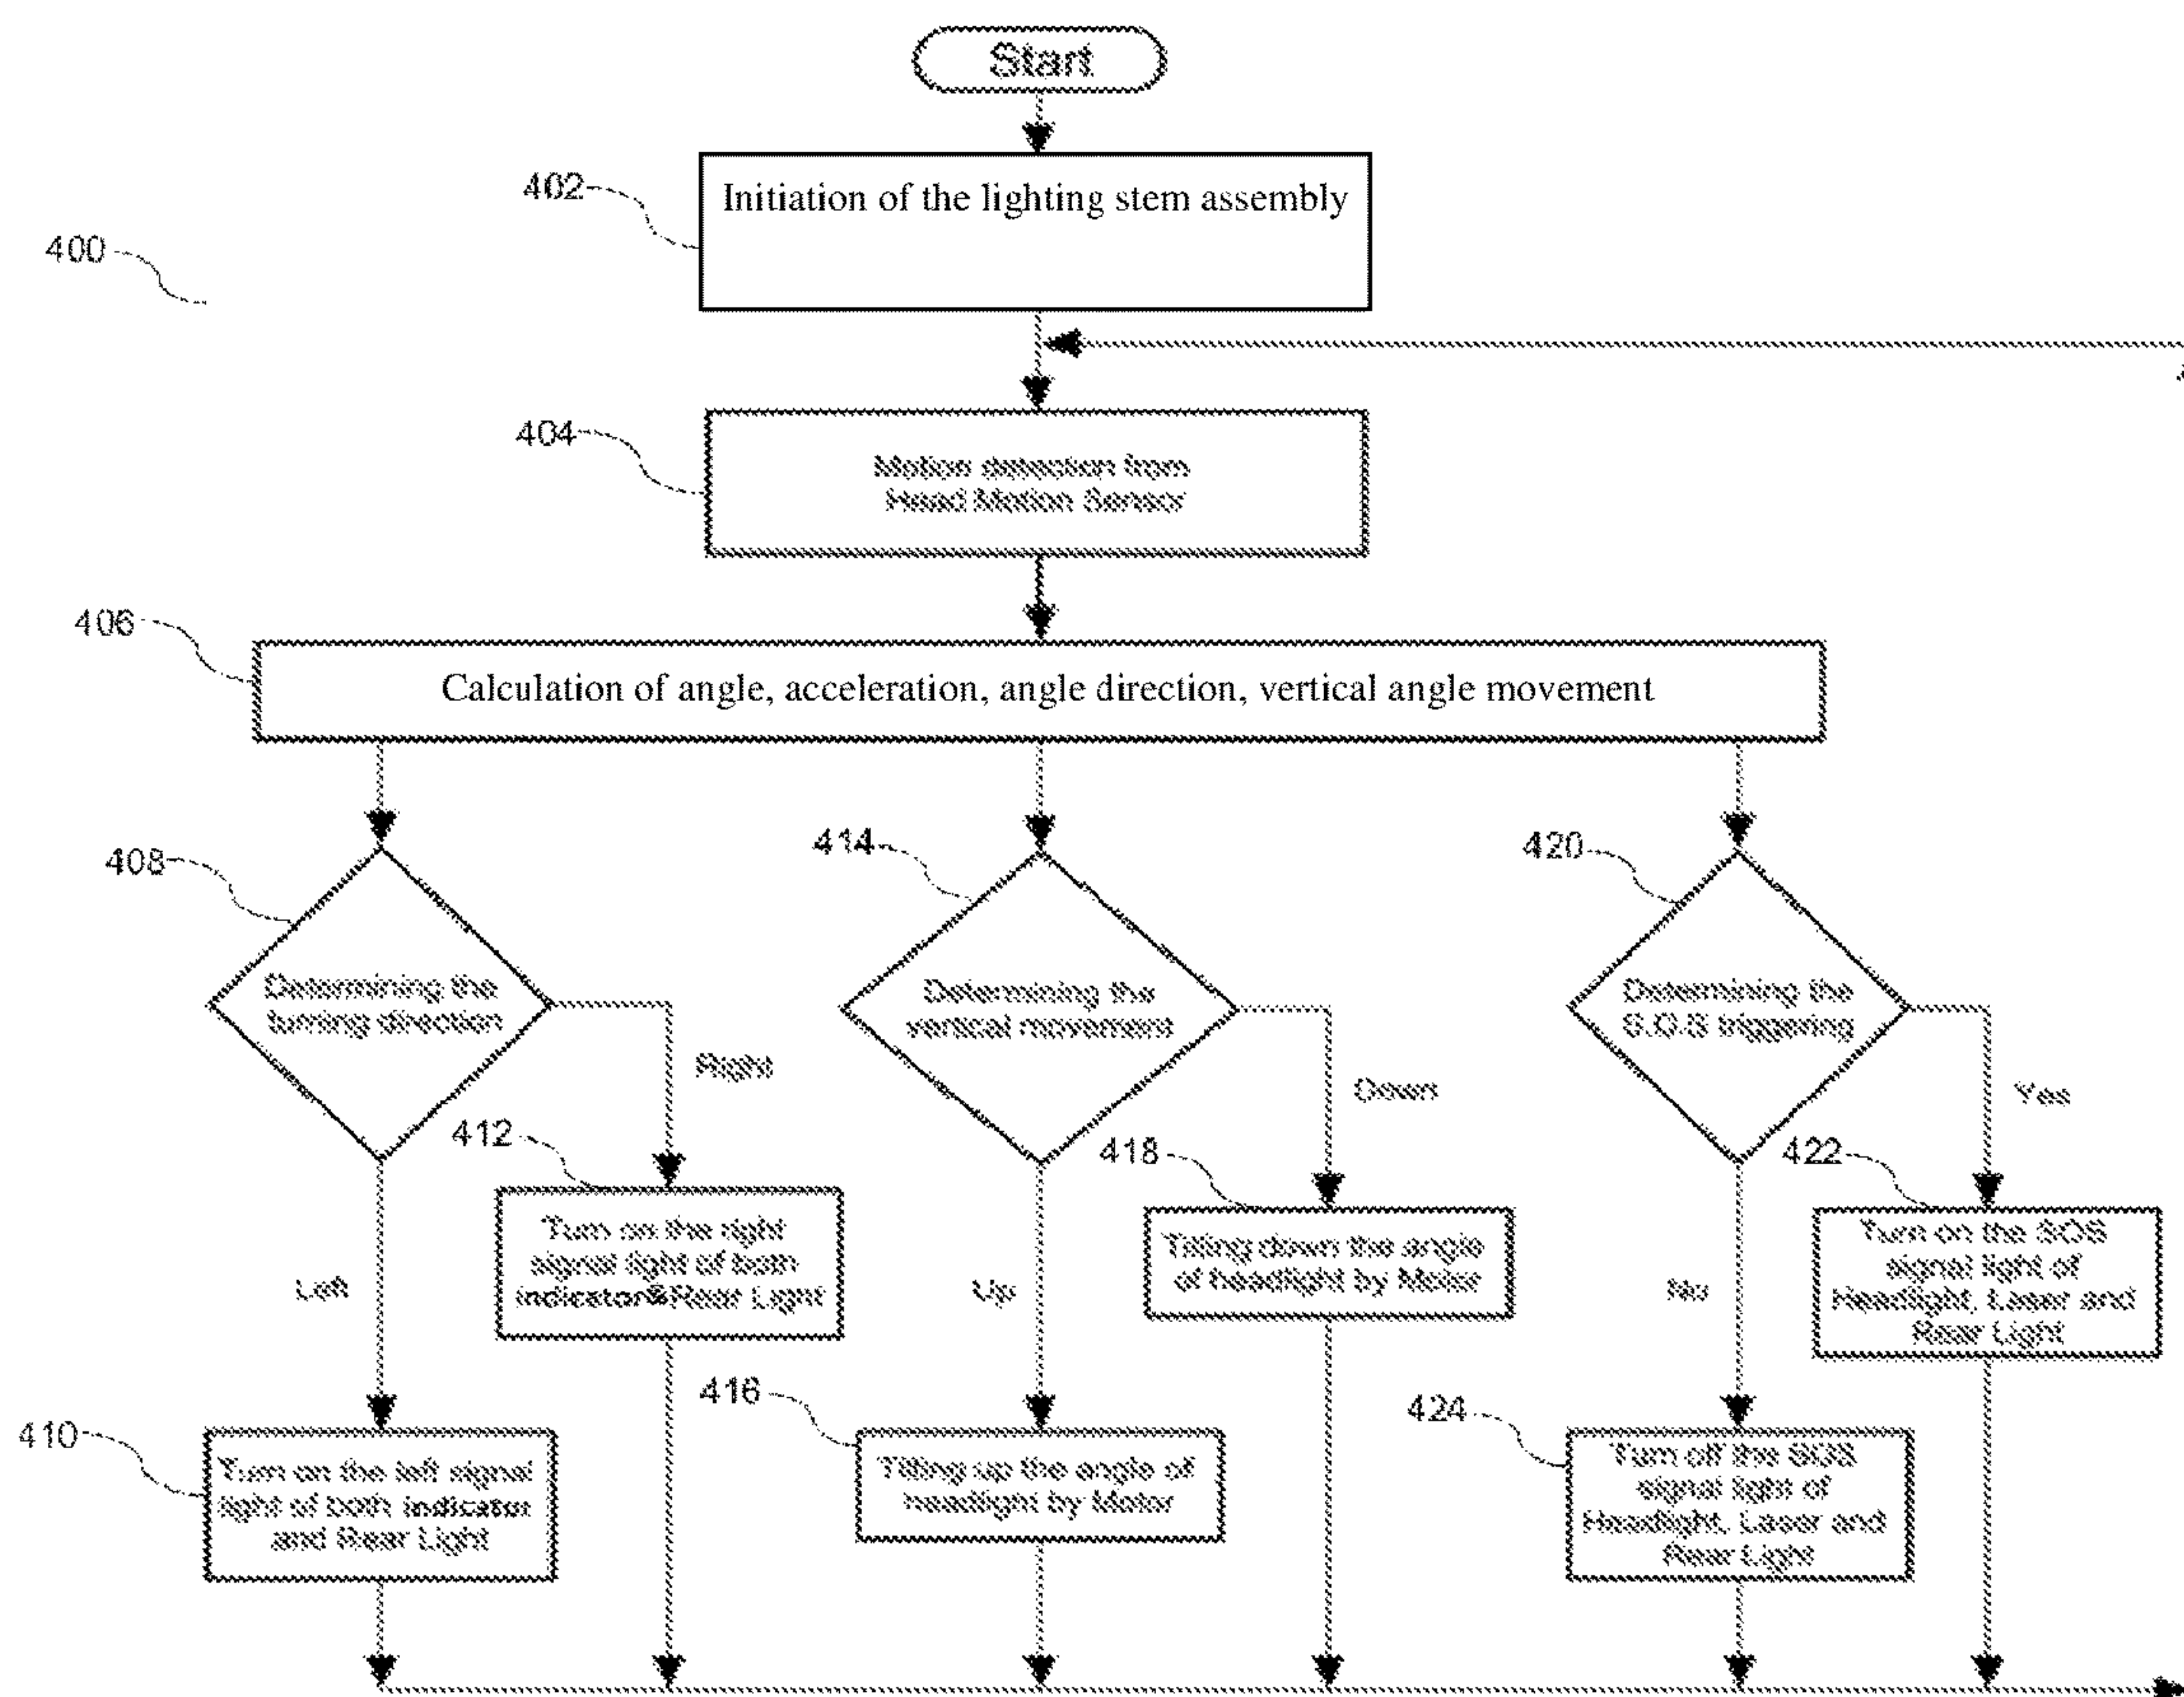 Start
402
Initiation of the lighting stem assembly
400
404
Motion detection from
Head Motion Sensor
406
Calculation of angle, acceleration, angle direction, vertical angle movement
408
414
420
Determining the
turning direction
Determining the
vertical movement
Determining the
S.O.S triggering
Right
Down
Yes
412
418
422
Turn on the right
signal light of both
indicator&Rear Light
Tilting down the angle
of headlight by Motor
Turn on the SOS
signal light of
Headlight, Laser and
Rear Light
Left
Up
No
410
416
424
Turn on the left signal
light of both indicator
and Rear Light
Tilting up the angle of
headlight by Motor
Turn off the SOS
signal light of
Headlight, Laser and
Rear Light